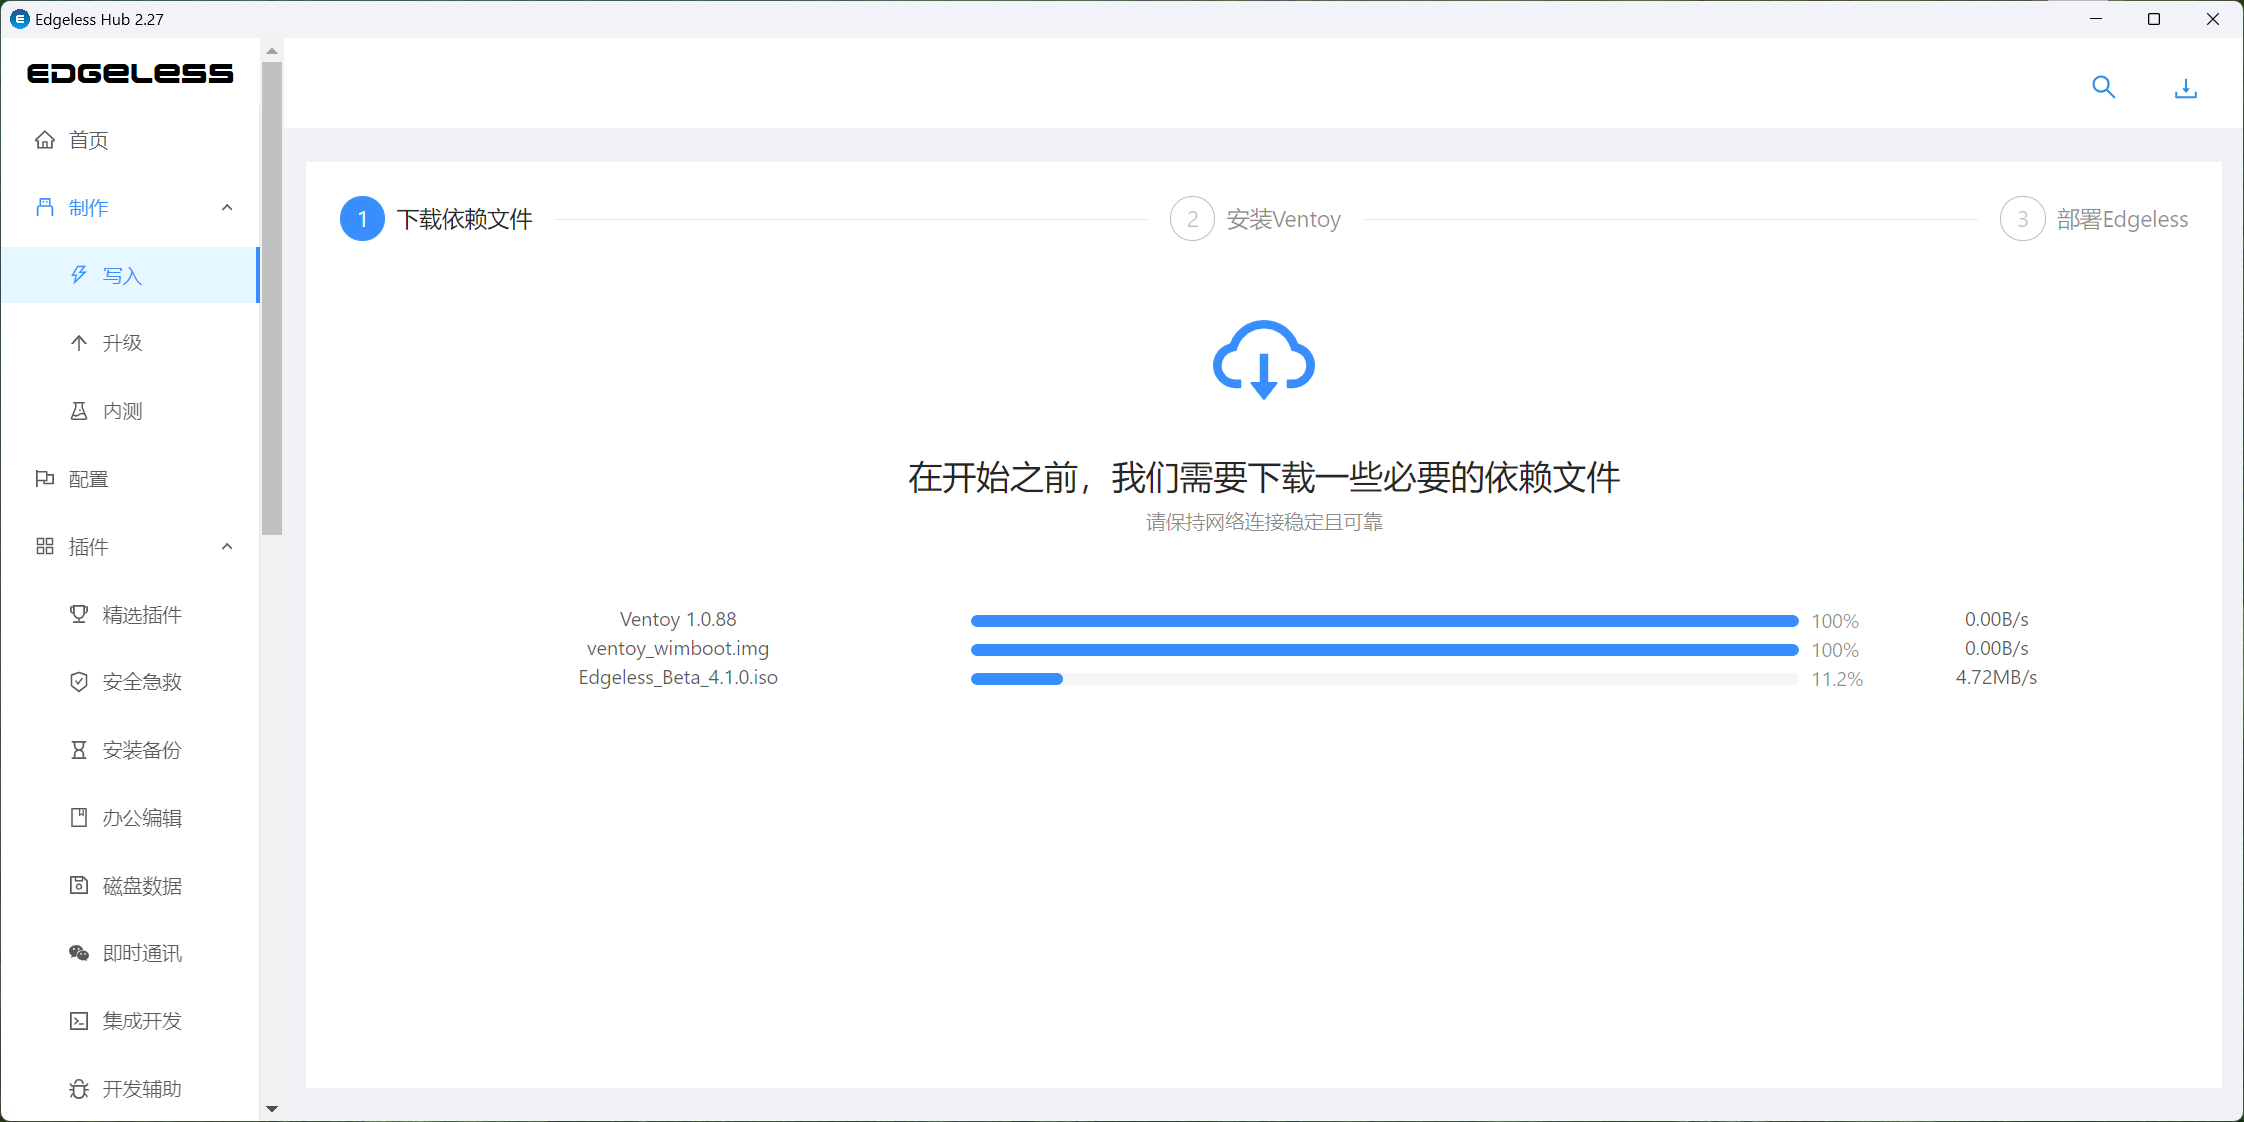 Edgeless Hub 2.27
EDGELESS
首页
制作
写入
升级
内测
配置
插件
精选插件
安全急救
安装备份
办公编辑
磁盘数据
即时通讯
集成开发
开发辅助
1 下载依赖文件
2 安装Ventoy
3 部署Edgeless
在开始之前，我们需要下载一些必要的依赖文件
请保持网络连接稳定且可靠
Ventoy 1.0.88 100% 0.00B/s
ventoy_wimboot.img 100% 0.00B/s
Edgeless_Beta_4.1.0.iso 11.2% 4.72MB/s